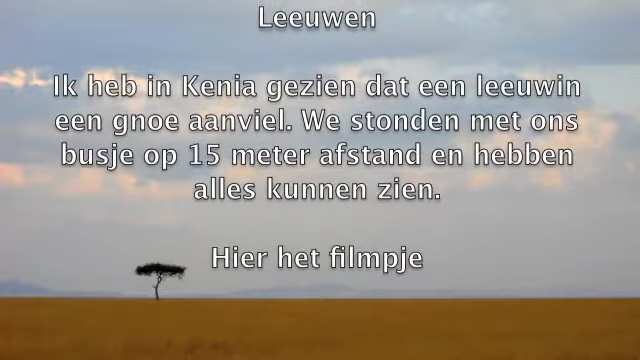 Leeuwen
Ik heb in Kenia gezien dat een leeuwin
een gnoe aanviel. We stonden met ons
busje op 15 meter afstand en hebben
alles kunnen zien.
Hier het filmpje